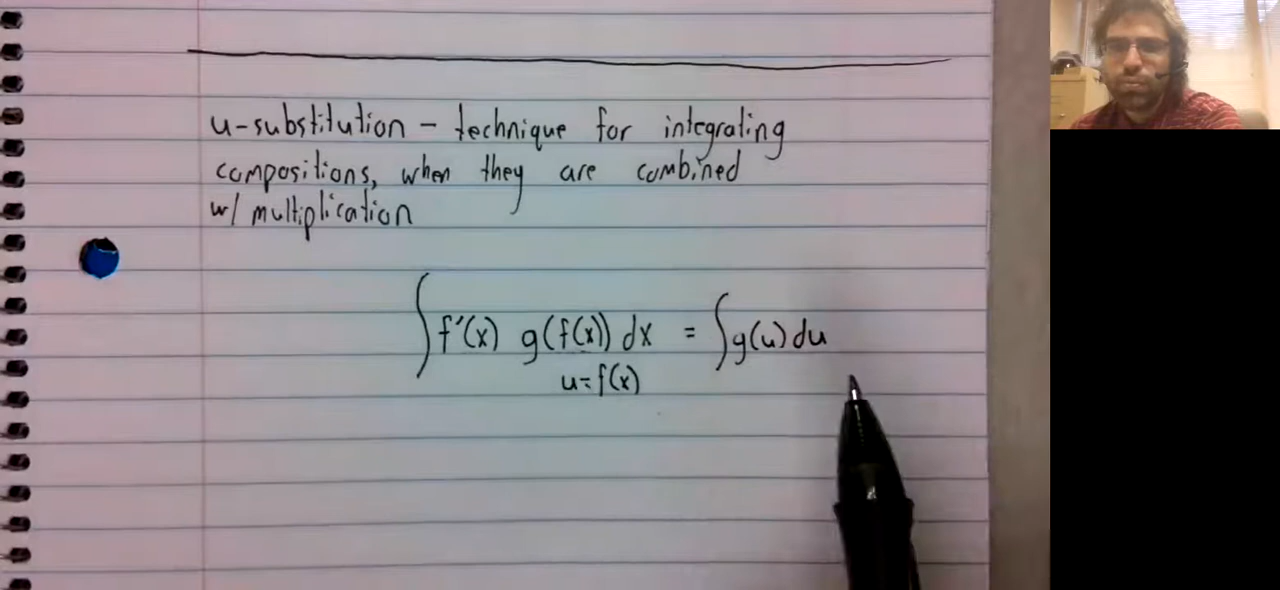 u-substitution - technique for integrating
compositions, when they are combined
w/ multiplication
∫ f'(x) g(f(x)) dx = ∫ g(u) du
u = f(x)